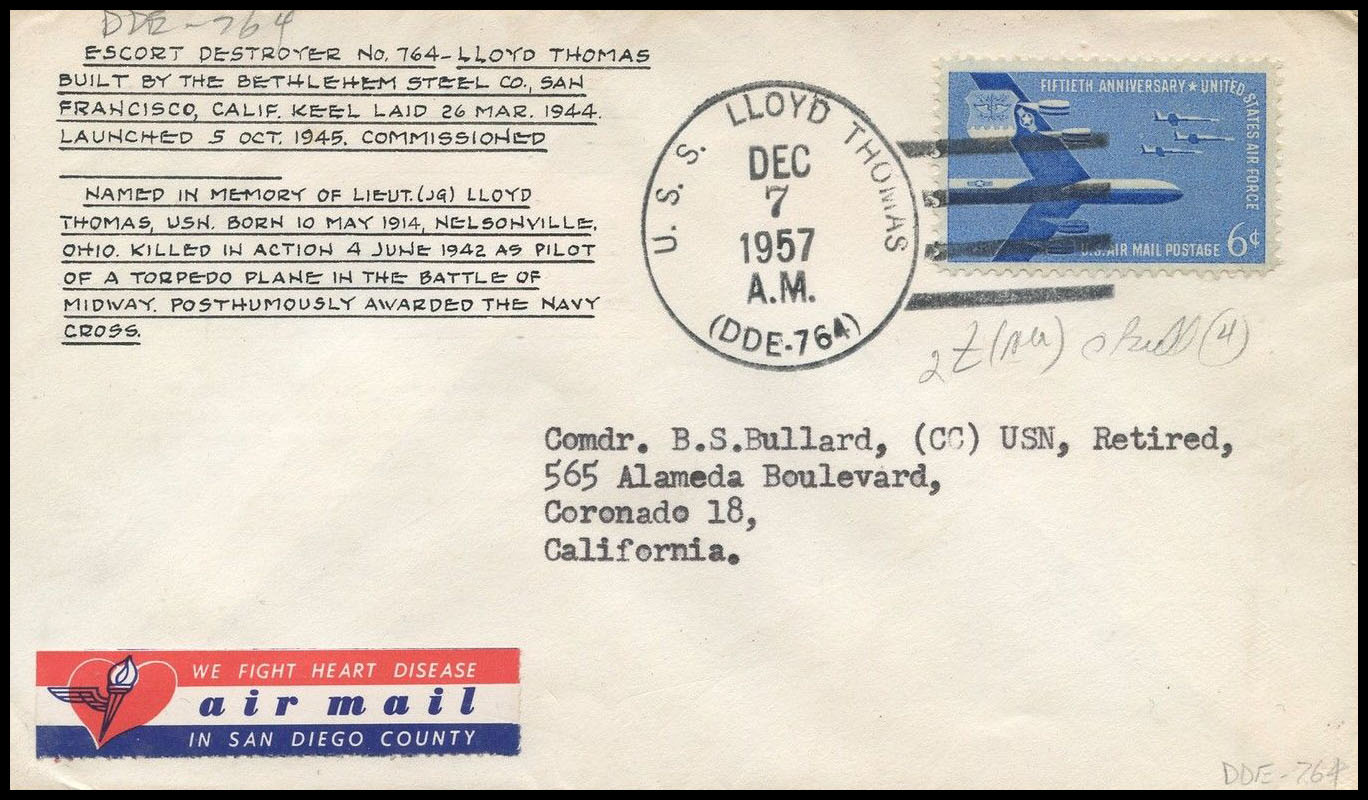 DDE-764
ESCORT DESTROYER No. 764-LLOYD THOMAS
BUILT BY THE BETHLEHEM STEEL CO., SAN
FRANCISCO, CALIF. KEEL LAID 26 MAR. 1944.
LAUNCHED 5 OCT. 1945. COMMISSIONED
NAMED IN MEMORY OF LIEUT.(JG) LLOYD
THOMAS, USN. BORN 10 MAY 1914, NELSONVILLE,
OHIO. KILLED IN ACTION 4 JUNE 1942 AS PILOT
OF A TORPEDO PLANE IN THE BATTLE OF
MIDWAY. POSTHUMOUSLY AWARDED THE NAVY
CROSS.
U. S. S. LLOYD THOMAS
DEC
7
1957
A.M.
(DDE-764)
FIFTIETH ANNIVERSARY★UNITED STATES AIR FORCE
U.S. AIR MAIL POSTAGE 6¢
2 (4)
Comdr. B.S.Bullard, (CC) USN, Retired,
565 Alameda Boulevard,
Coronado 18,
California.
WE FIGHT HEART DISEASE
air mail
IN SAN DIEGO COUNTY
DDE-764